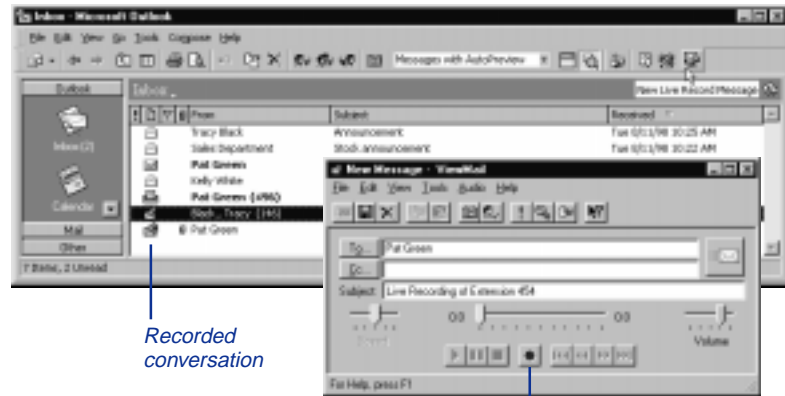 Inbox - Microsoft Outlook
File Edit View Go Tools Compose Help
Messages with AutoPreview
Outlook
Inbox
New Live Record Message
From Subject Received
Inbox (2)
Calendar
Mail
Other
Tracy Black Announcement Tue 8/11/98 10:25 AM
Sales Department Stock announcement Tue 8/11/98 10:22 AM
Pat Green
Kelly White
Pat Green (x96)
Black, Tracy
Pat Green
7 Items, 2 Unread
New Message - ViewMail
File Edit View Tools Audio Help
To... Pat Green
Cc...
Subject: Live Recording of Extension 454
0.0 0.0
Speed
Volume
For Help, press F1
Recorded
conversation